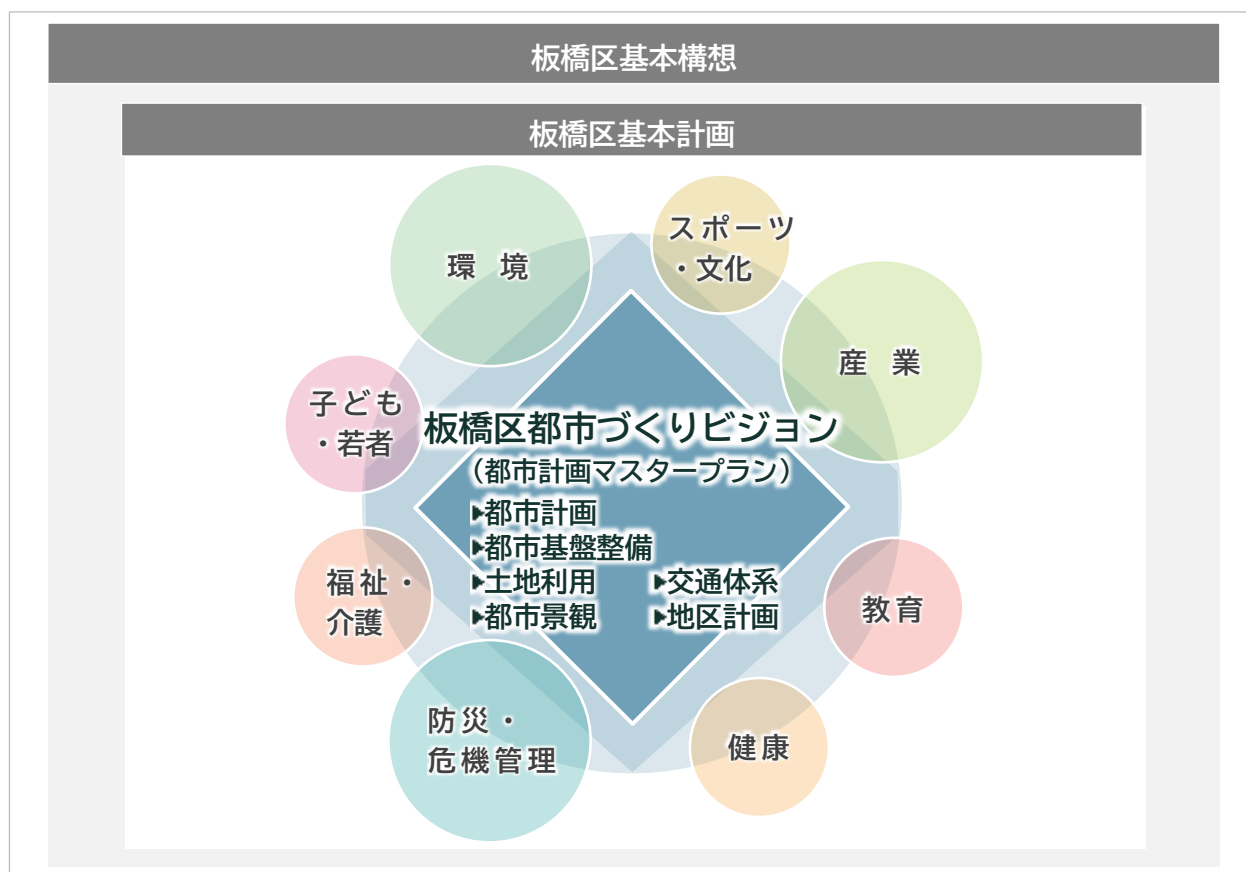 板橋区基本構想
板橋区基本計画
環 境
スポーツ
・文化
産 業
子ども
・若者
板橋区都市づくりビジョン
（都市計画マスタープラン）
▶都市計画
▶都市基盤整備
▶土地利用 ▶交通体系
▶都市景観 ▶地区計画
福祉・
介護
教育
防災・
危機管理
健康